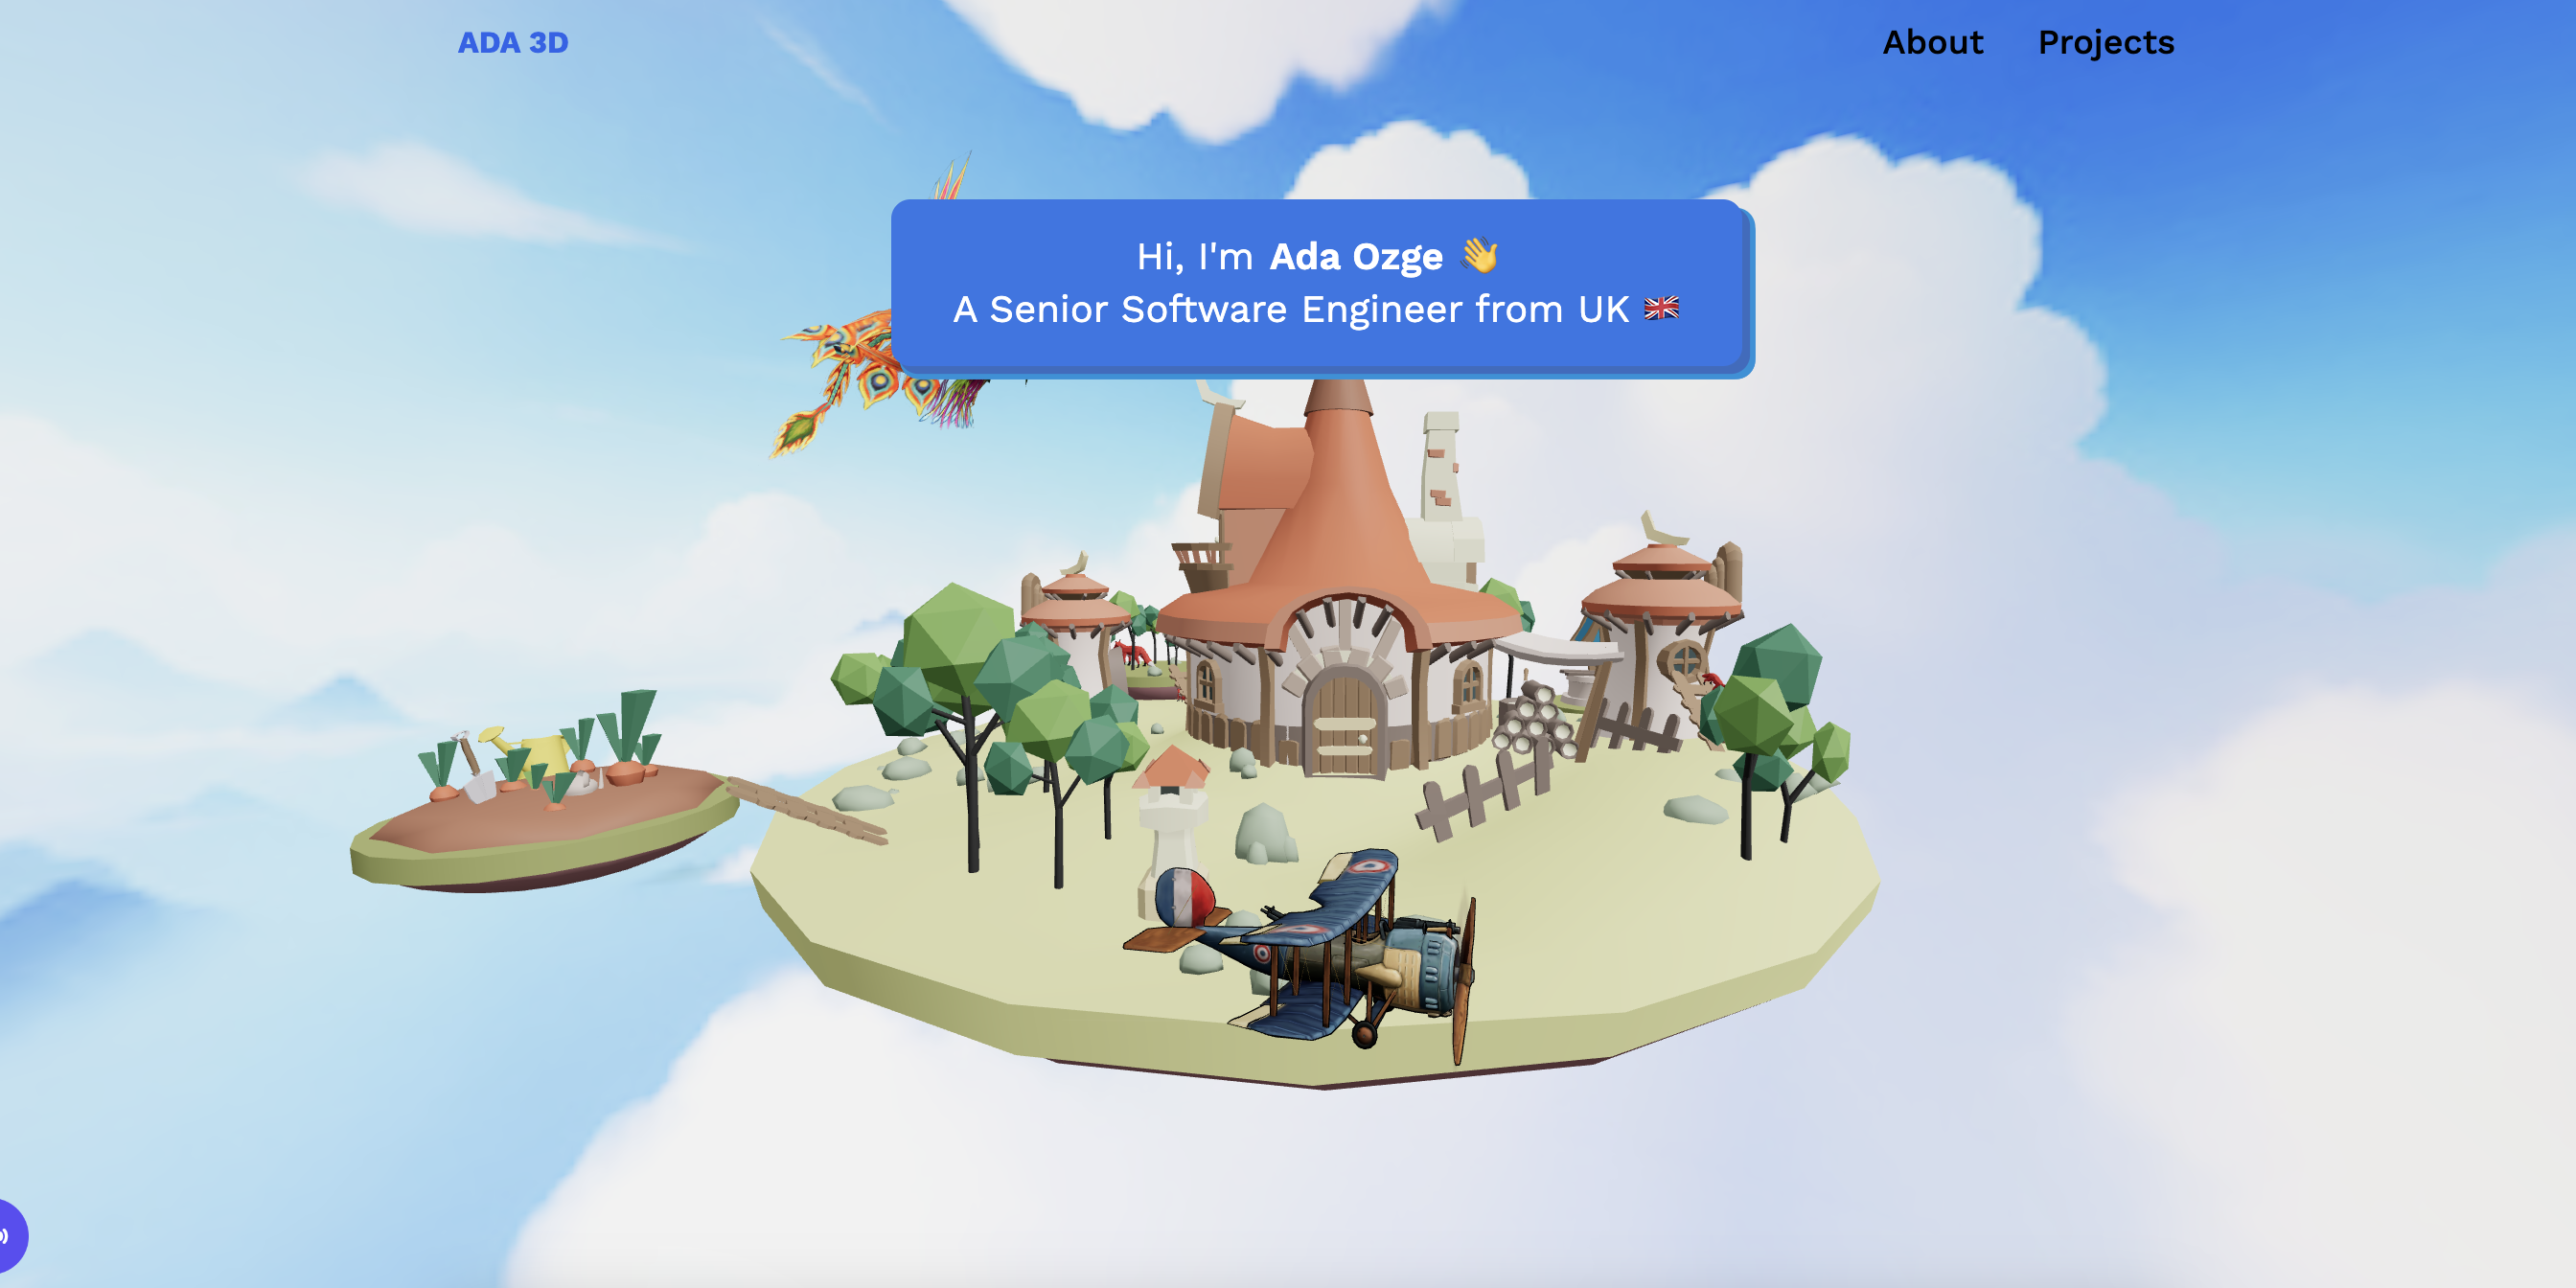 ADA 3D
About
Projects
Hi, I'm Ada Ozge 👋
A Senior Software Engineer from UK 🇬🇧